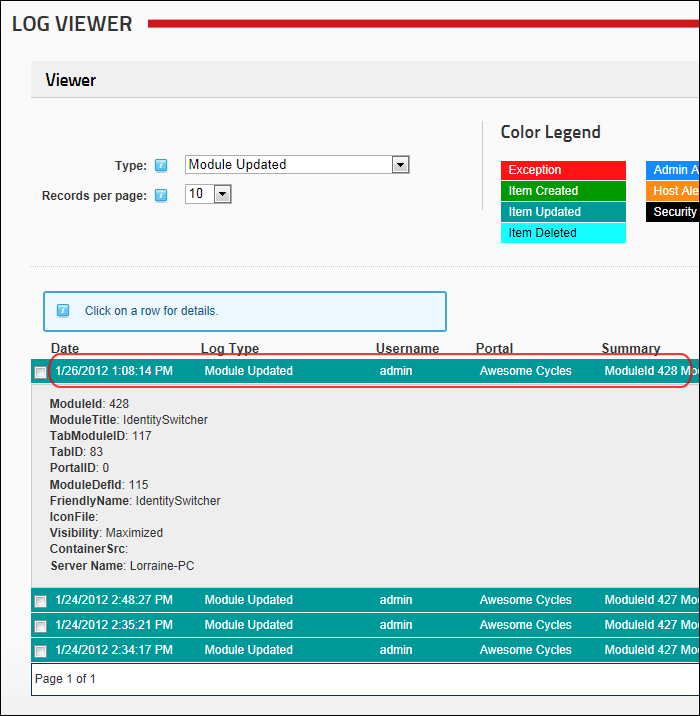 LOG VIEWER
Viewer
Type: Module Updated
Records per page: 10
Color Legend
Exception Admin A
Item Created Host Ale
Item Updated Security
Item Deleted
Click on a row for details.
Date Log Type Username Portal Summary
1/26/2012 1:08:14 PM Module Updated admin Awesome Cycles ModuleId 428 Mo
ModuleId: 428
ModuleTitle: IdentitySwitcher
TabModuleID: 117
TabID: 83
PortalID: 0
ModuleDefId: 115
FriendlyName: IdentitySwitcher
IconFile:
Visibility: Maximized
ContainerSrc:
Server Name: Lorraine-PC
1/24/2012 2:48:27 PM Module Updated admin Awesome Cycles ModuleId 427 Mo
1/24/2012 2:35:21 PM Module Updated admin Awesome Cycles ModuleId 427 Mo
1/24/2012 2:34:17 PM Module Updated admin Awesome Cycles ModuleId 427 Mo
Page 1 of 1